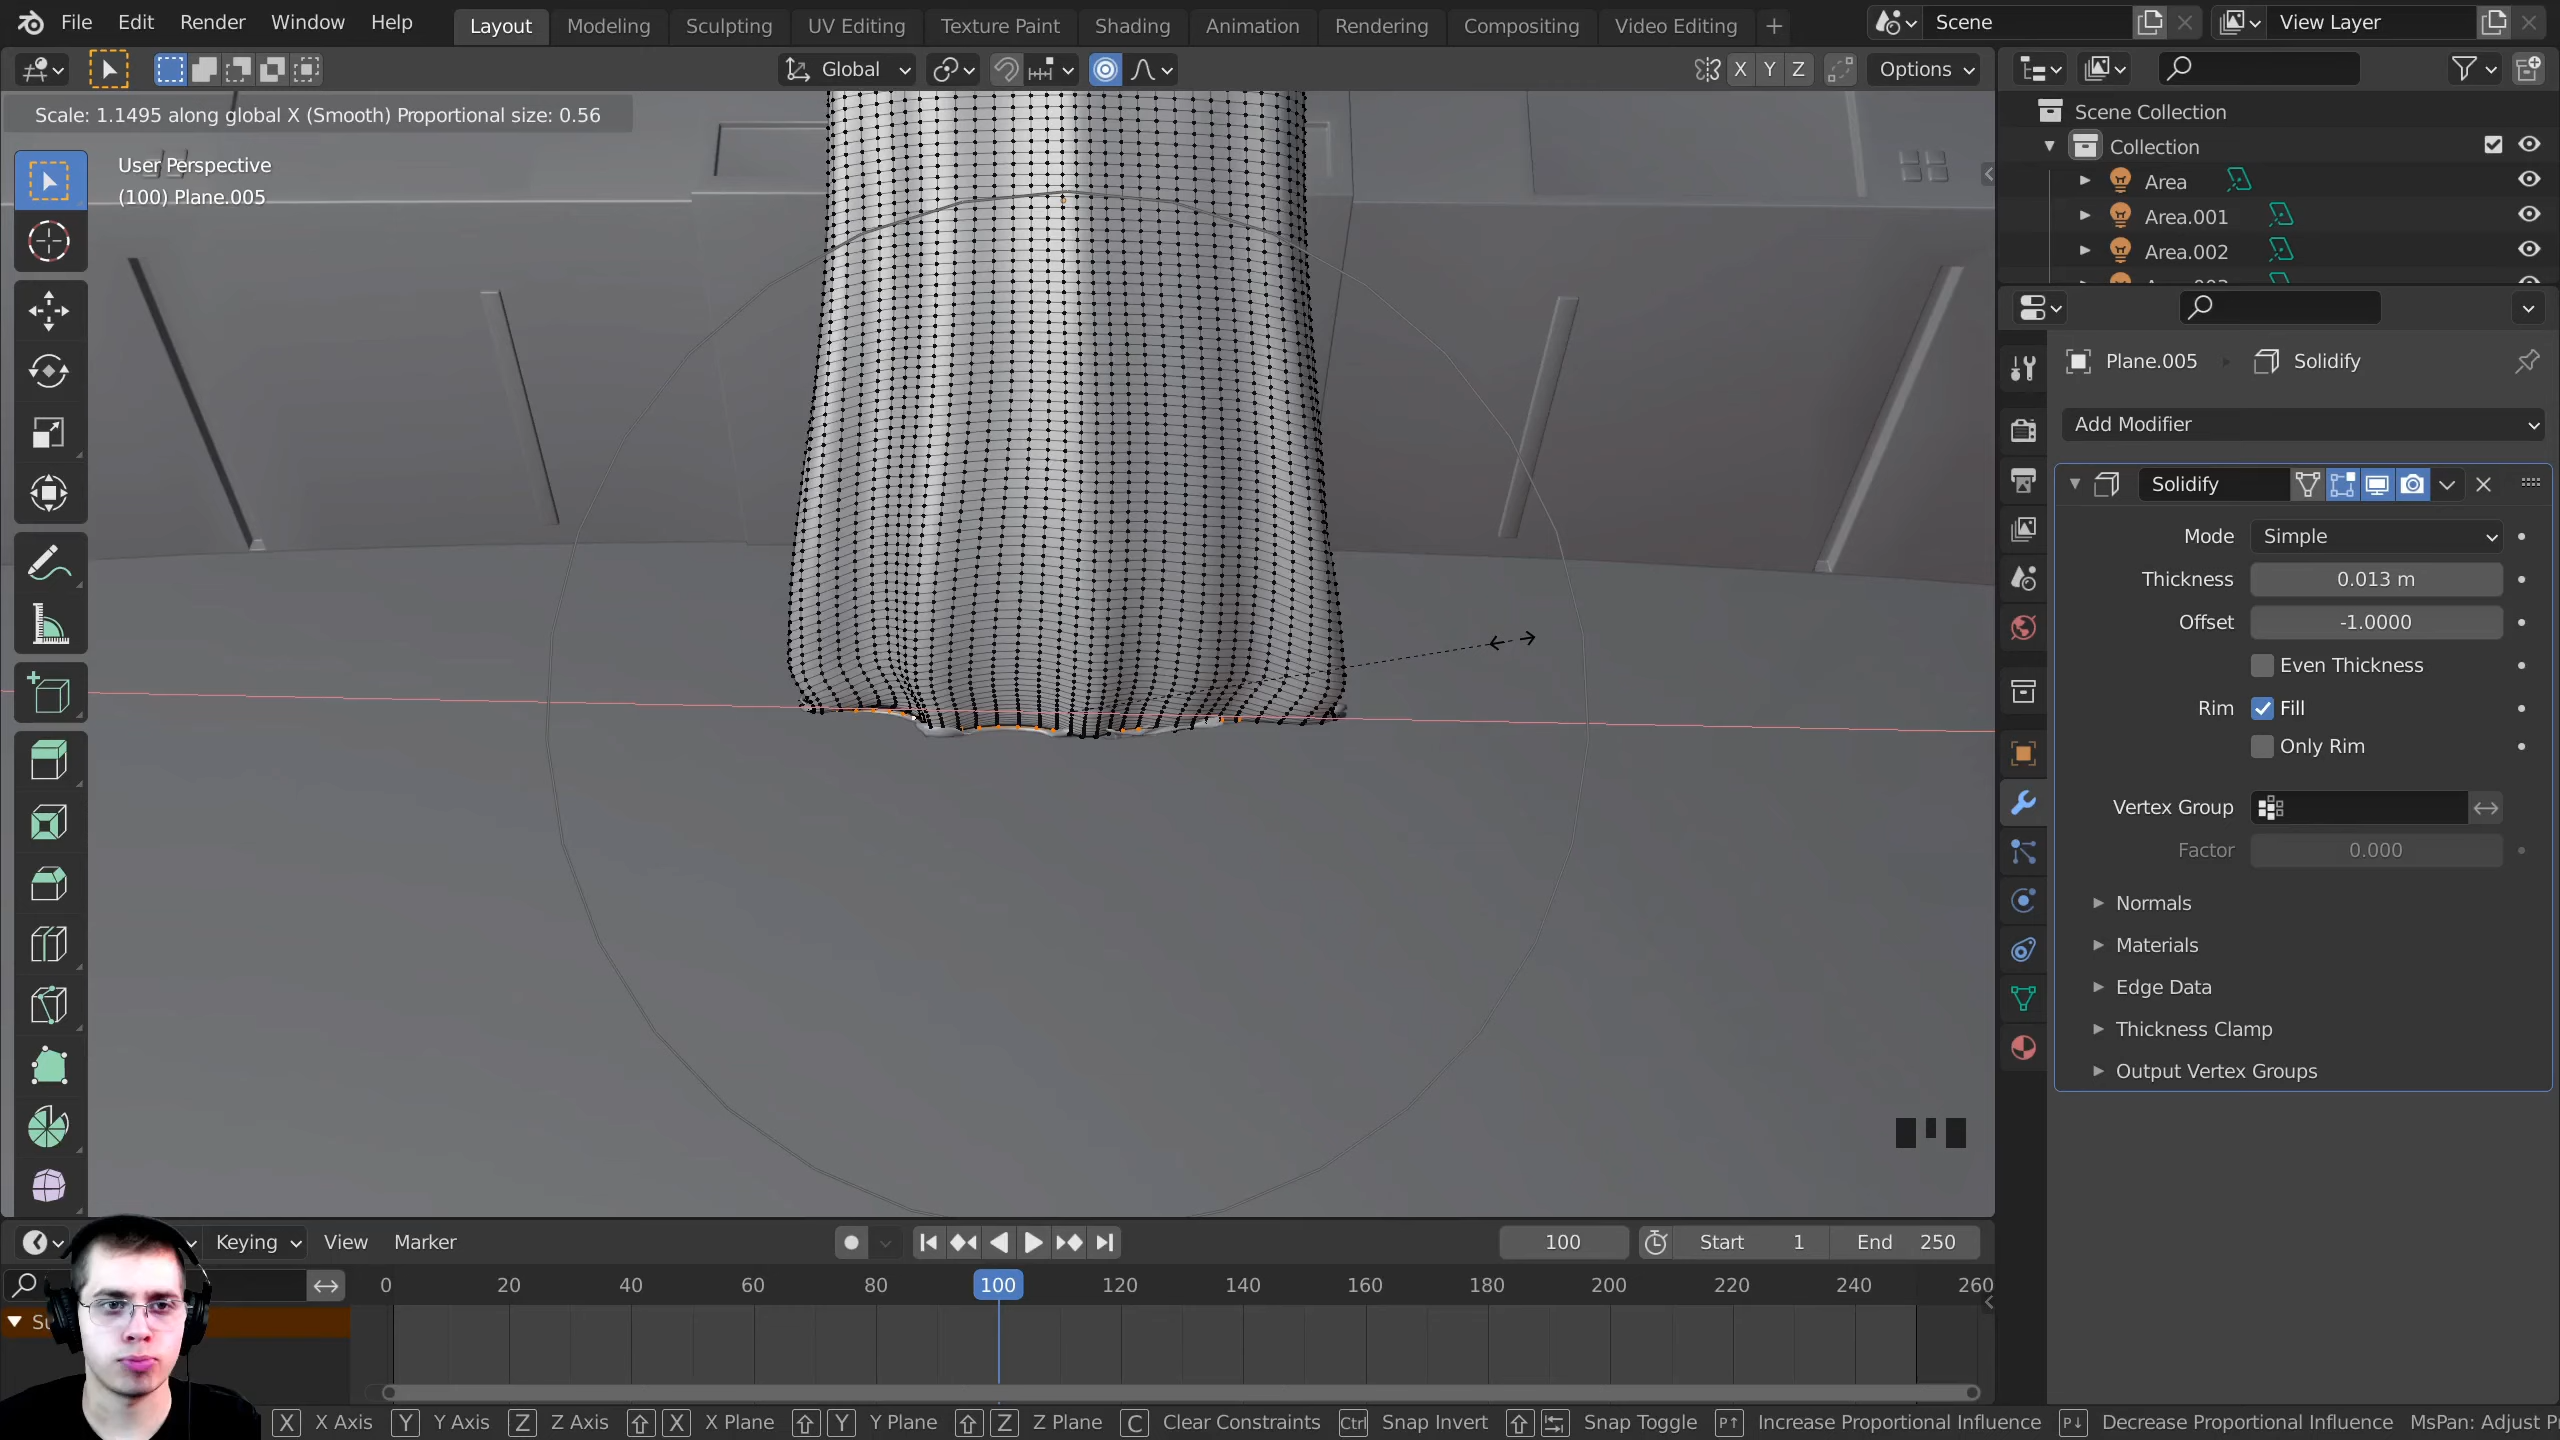 File Edit Render Window Help Layout Modeling Sculpting UV Editing Texture Paint Shading Animation Rendering Compositing Video Editing + Scene View Layer
Global X Y Z Options
Scale: 1.1495 along global X (Smooth) Proportional size: 0.56
User Perspective
(100) Plane.005
Scene Collection
Collection
Area
Area.001
Area.002
Plane.005 Solidify
Add Modifier
Solidify
Mode Simple
Thickness 0.013 m
Offset -1.0000
Even Thickness
Rim Fill
Only Rim
Vertex Group
Factor 0.000
Normals
Materials
Edge Data
Thickness Clamp
Output Vertex Groups
Keying View Marker 100 Start 1 End 250
0 20 40 60 80 100 120 140 160 180 200 220 240 260
X X Axis Y Y Axis Z Z Axis X X Plane Y Y Plane Z Z Plane C Clear Constraints Ctrl Snap Invert Snap Toggle P↑ Increase Proportional Influence P↓ Decrease Proportional Influence MsPan: Adjust